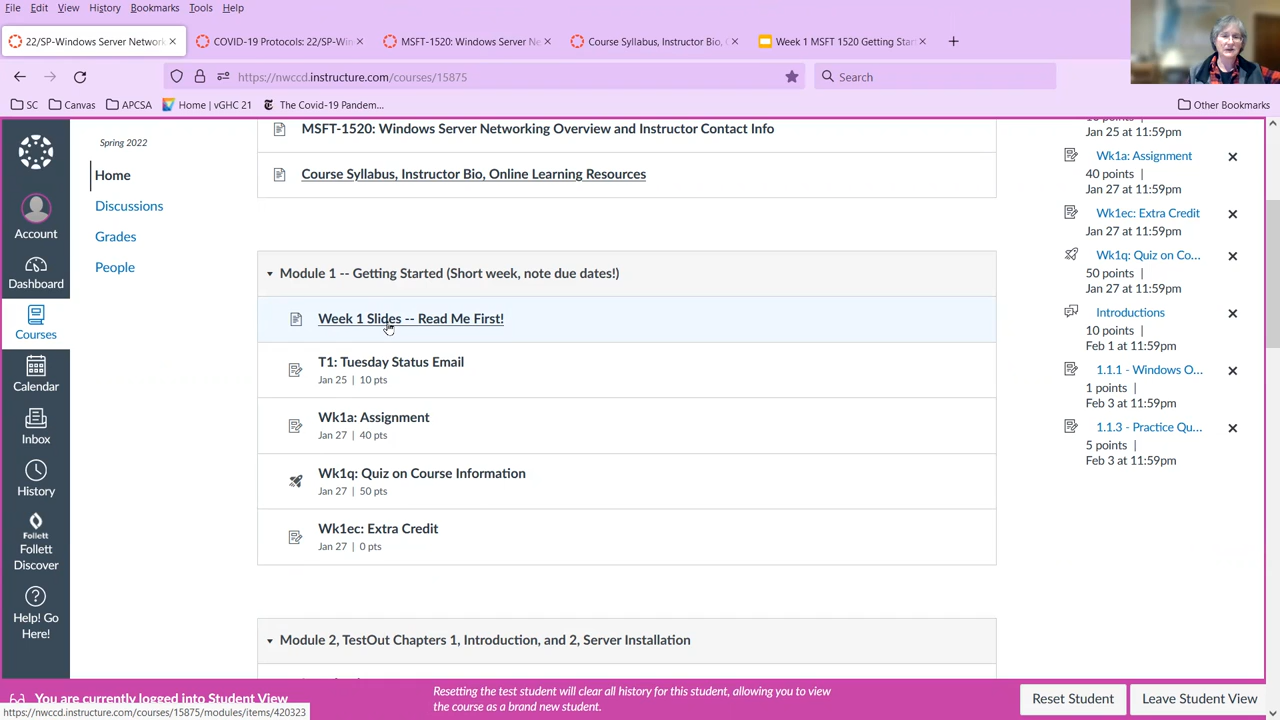 File Edit View History Bookmarks Tools Help
22/SP-Windows Server Network
COVID-19 Protocols: 22/SP-Win
MSFT-1520: Windows Server Ne
Course Syllabus, Instructor Bio,
Week 1 MSFT 1520 Getting Star
https://nwccd.instructure.com/courses/15875
Search
SC
Canvas
APCSA
Home | vGHC 21
The Covid-19 Pandem...
Other Bookmarks
Account
Dashboard
Courses
Calendar
Inbox
History
Follett
Follett
Discover
Help! Go
Here!
Spring 2022
Home
Discussions
Grades
People
MSFT-1520: Windows Server Networking Overview and Instructor Contact Info
Course Syllabus, Instructor Bio, Online Learning Resources
Module 1 -- Getting Started (Short week, note due dates!)
Week 1 Slides -- Read Me First!
T1: Tuesday Status Email
Jan 25 | 10 pts
Wk1a: Assignment
Jan 27 | 40 pts
Wk1q: Quiz on Course Information
Jan 27 | 50 pts
Wk1ec: Extra Credit
Jan 27 | 0 pts
Module 2, TestOut Chapters 1, Introduction, and 2, Server Installation
Jan 25 at 11:59pm
Wk1a: Assignment
40 points |
Jan 27 at 11:59pm
Wk1ec: Extra Credit
Jan 27 at 11:59pm
Wk1q: Quiz on Co...
50 points |
Jan 27 at 11:59pm
Introductions
10 points |
Feb 1 at 11:59pm
1.1.1 - Windows O...
1 points |
Feb 3 at 11:59pm
1.1.3 - Practice Qu...
5 points |
Feb 3 at 11:59pm
You are currently logged into Student View
Resetting the test student will clear all history for this student, allowing you to view
the course as a brand new student.
Reset Student
Leave Student View
https://nwccd.instructure.com/courses/15875/modules/items/420323